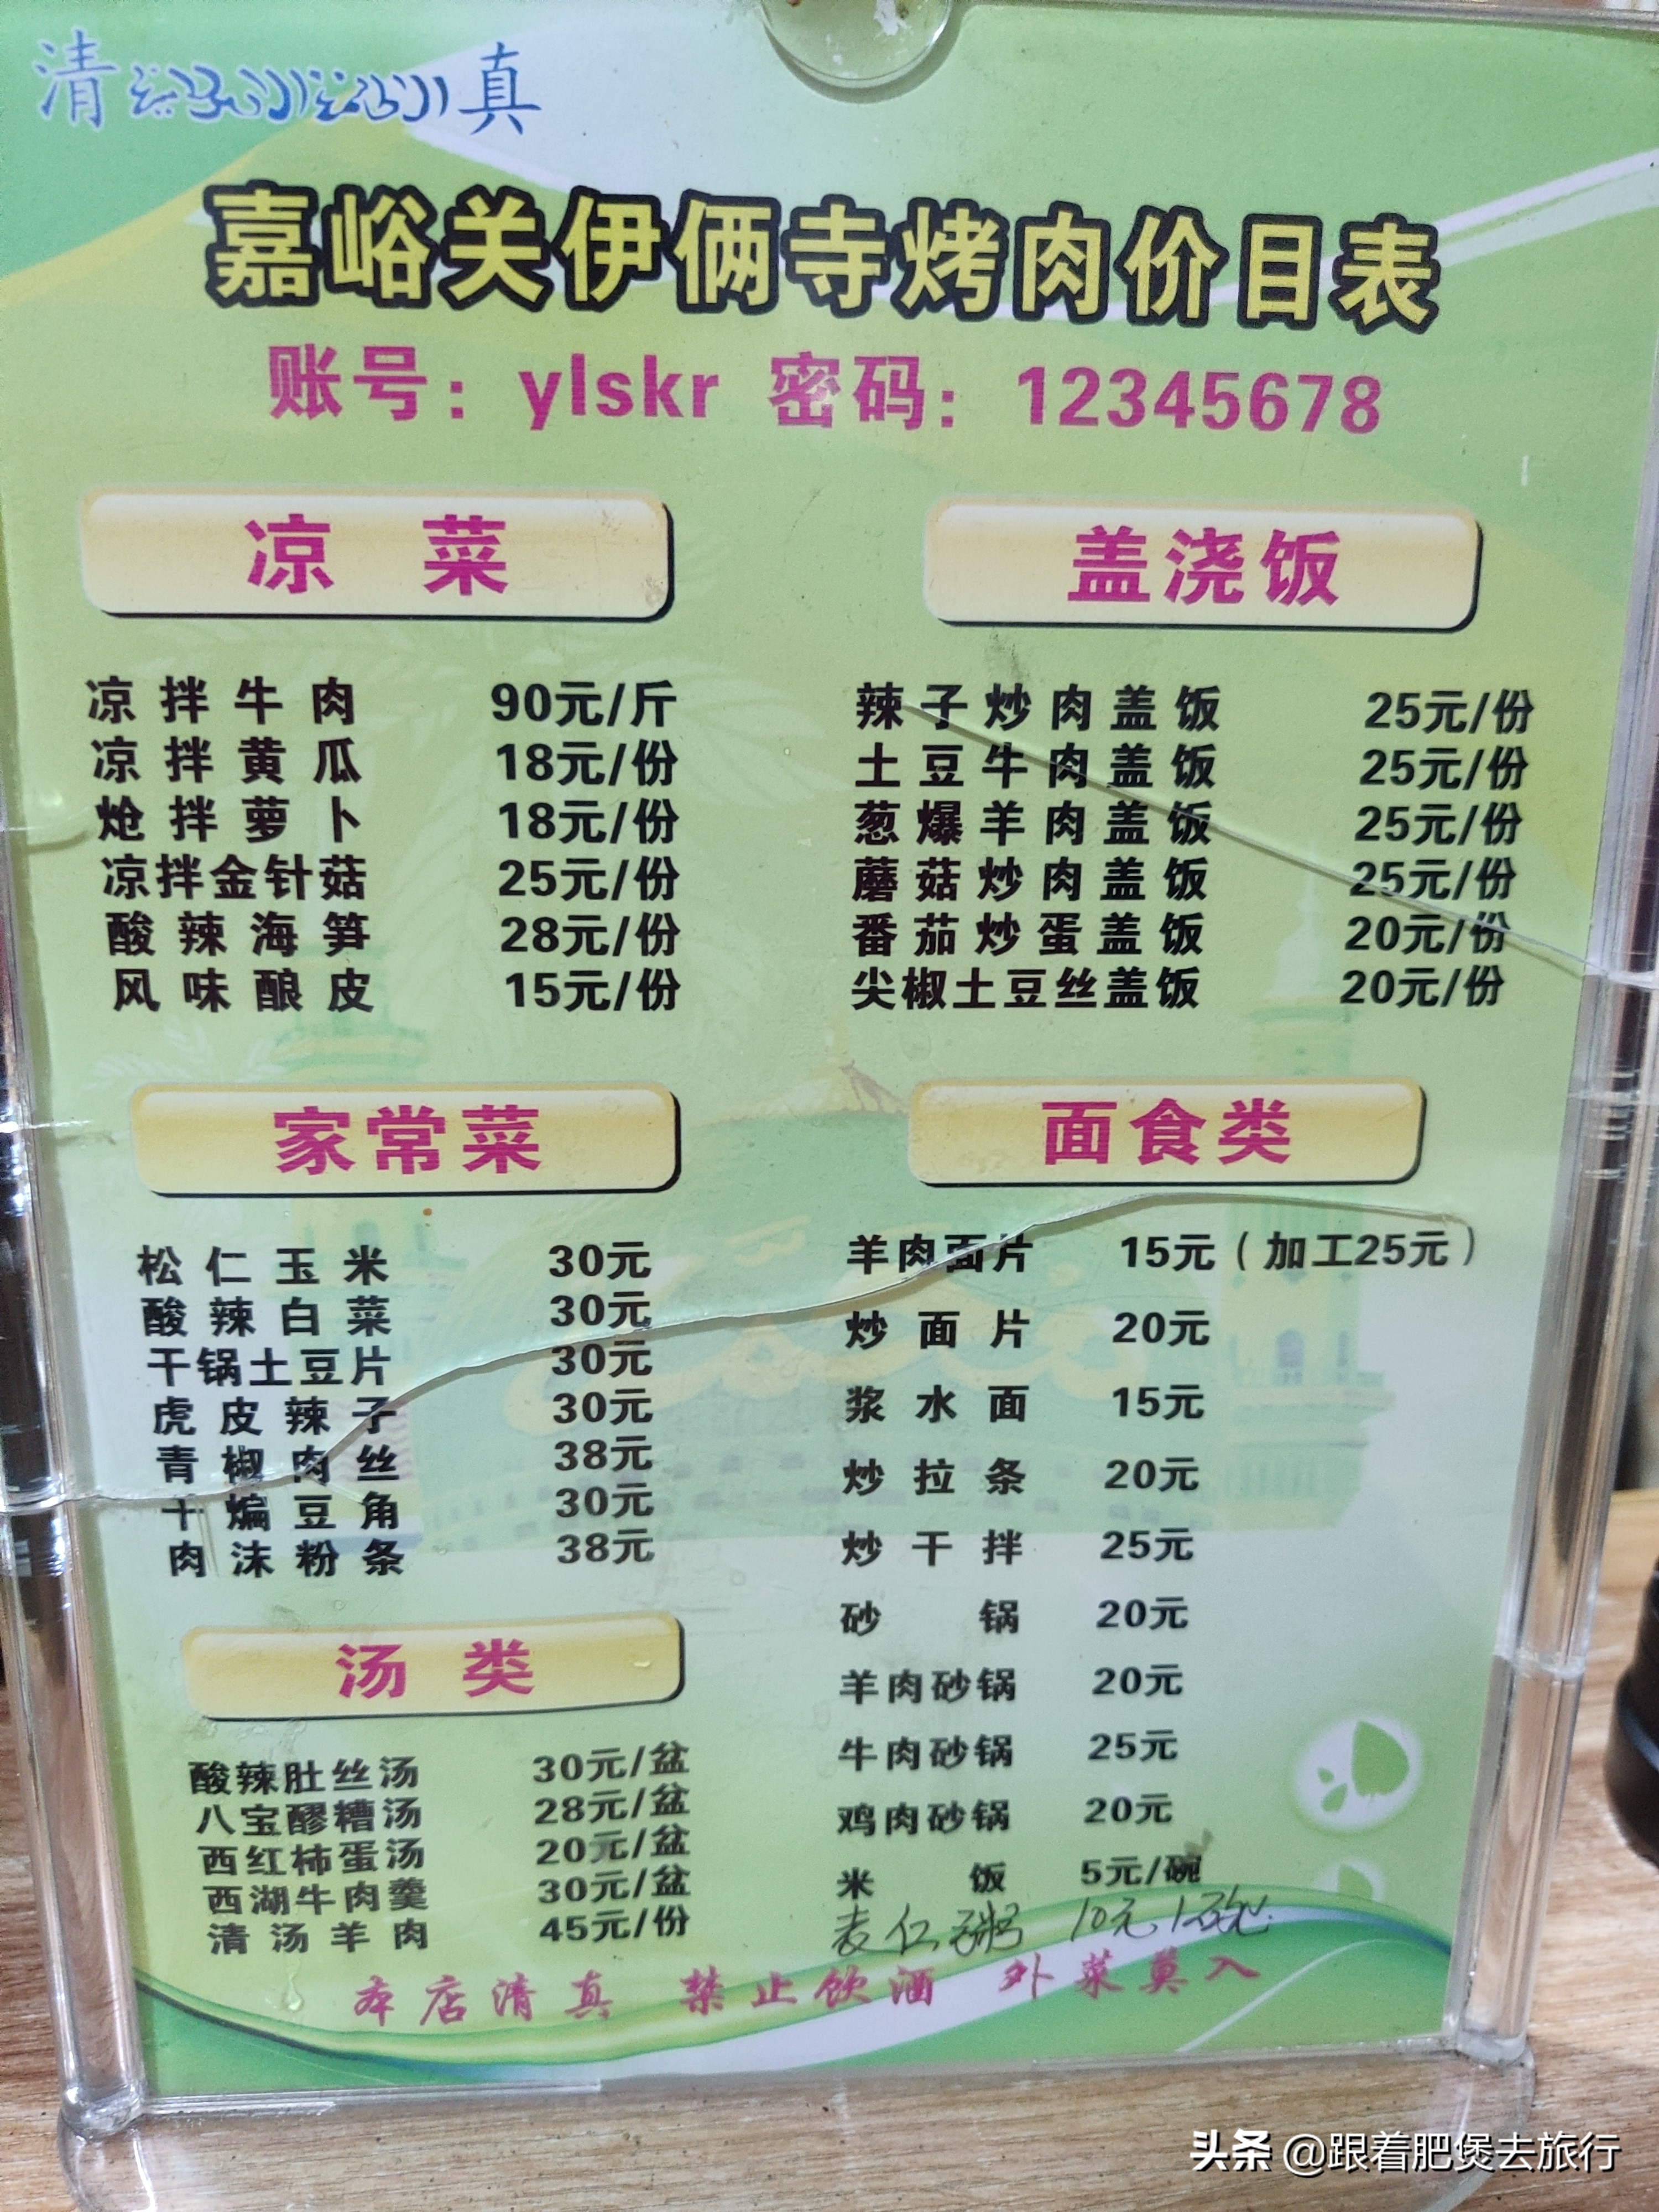 清 真
嘉峪关伊俩寺烤肉价目表
账号：ylskr 密码：12345678
凉 菜
凉拌牛肉 90元/斤
凉拌黄瓜 18元/份
炝拌萝卜 18元/份
凉拌金针菇 25元/份
酸辣海笋 28元/份
风味酿皮 15元/份
盖浇饭
辣子炒肉盖饭 25元/份
土豆牛肉盖饭 25元/份
葱爆羊肉盖饭 25元/份
蘑菇炒肉盖饭 25元/份
番茄炒蛋盖饭 20元/份
尖椒土豆丝盖饭 20元/份
家常菜
松仁玉米 30元
酸辣白菜 30元
干锅土豆片 30元
虎皮辣子 30元
青椒肉丝 38元
干煸豆角 30元
肉沫粉条 38元
汤 类
酸辣肚丝汤 30元/盆
八宝醪糟汤 28元/盆
西红柿蛋汤 20元/盆
西湖牛肉羹 30元/盆
清汤羊肉 45元/份
面食类
羊肉面片 15元（加工25元）
炒面片 20元
浆水面 15元
炒拉条 20元
炒干拌 25元
砂锅 20元
羊肉砂锅 20元
牛肉砂锅 25元
鸡肉砂锅 20元
米饭 5元/碗
麦仁粥 10元/碗
本店清真 禁止饮酒 外菜莫入
头条 @跟着肥煲去旅行